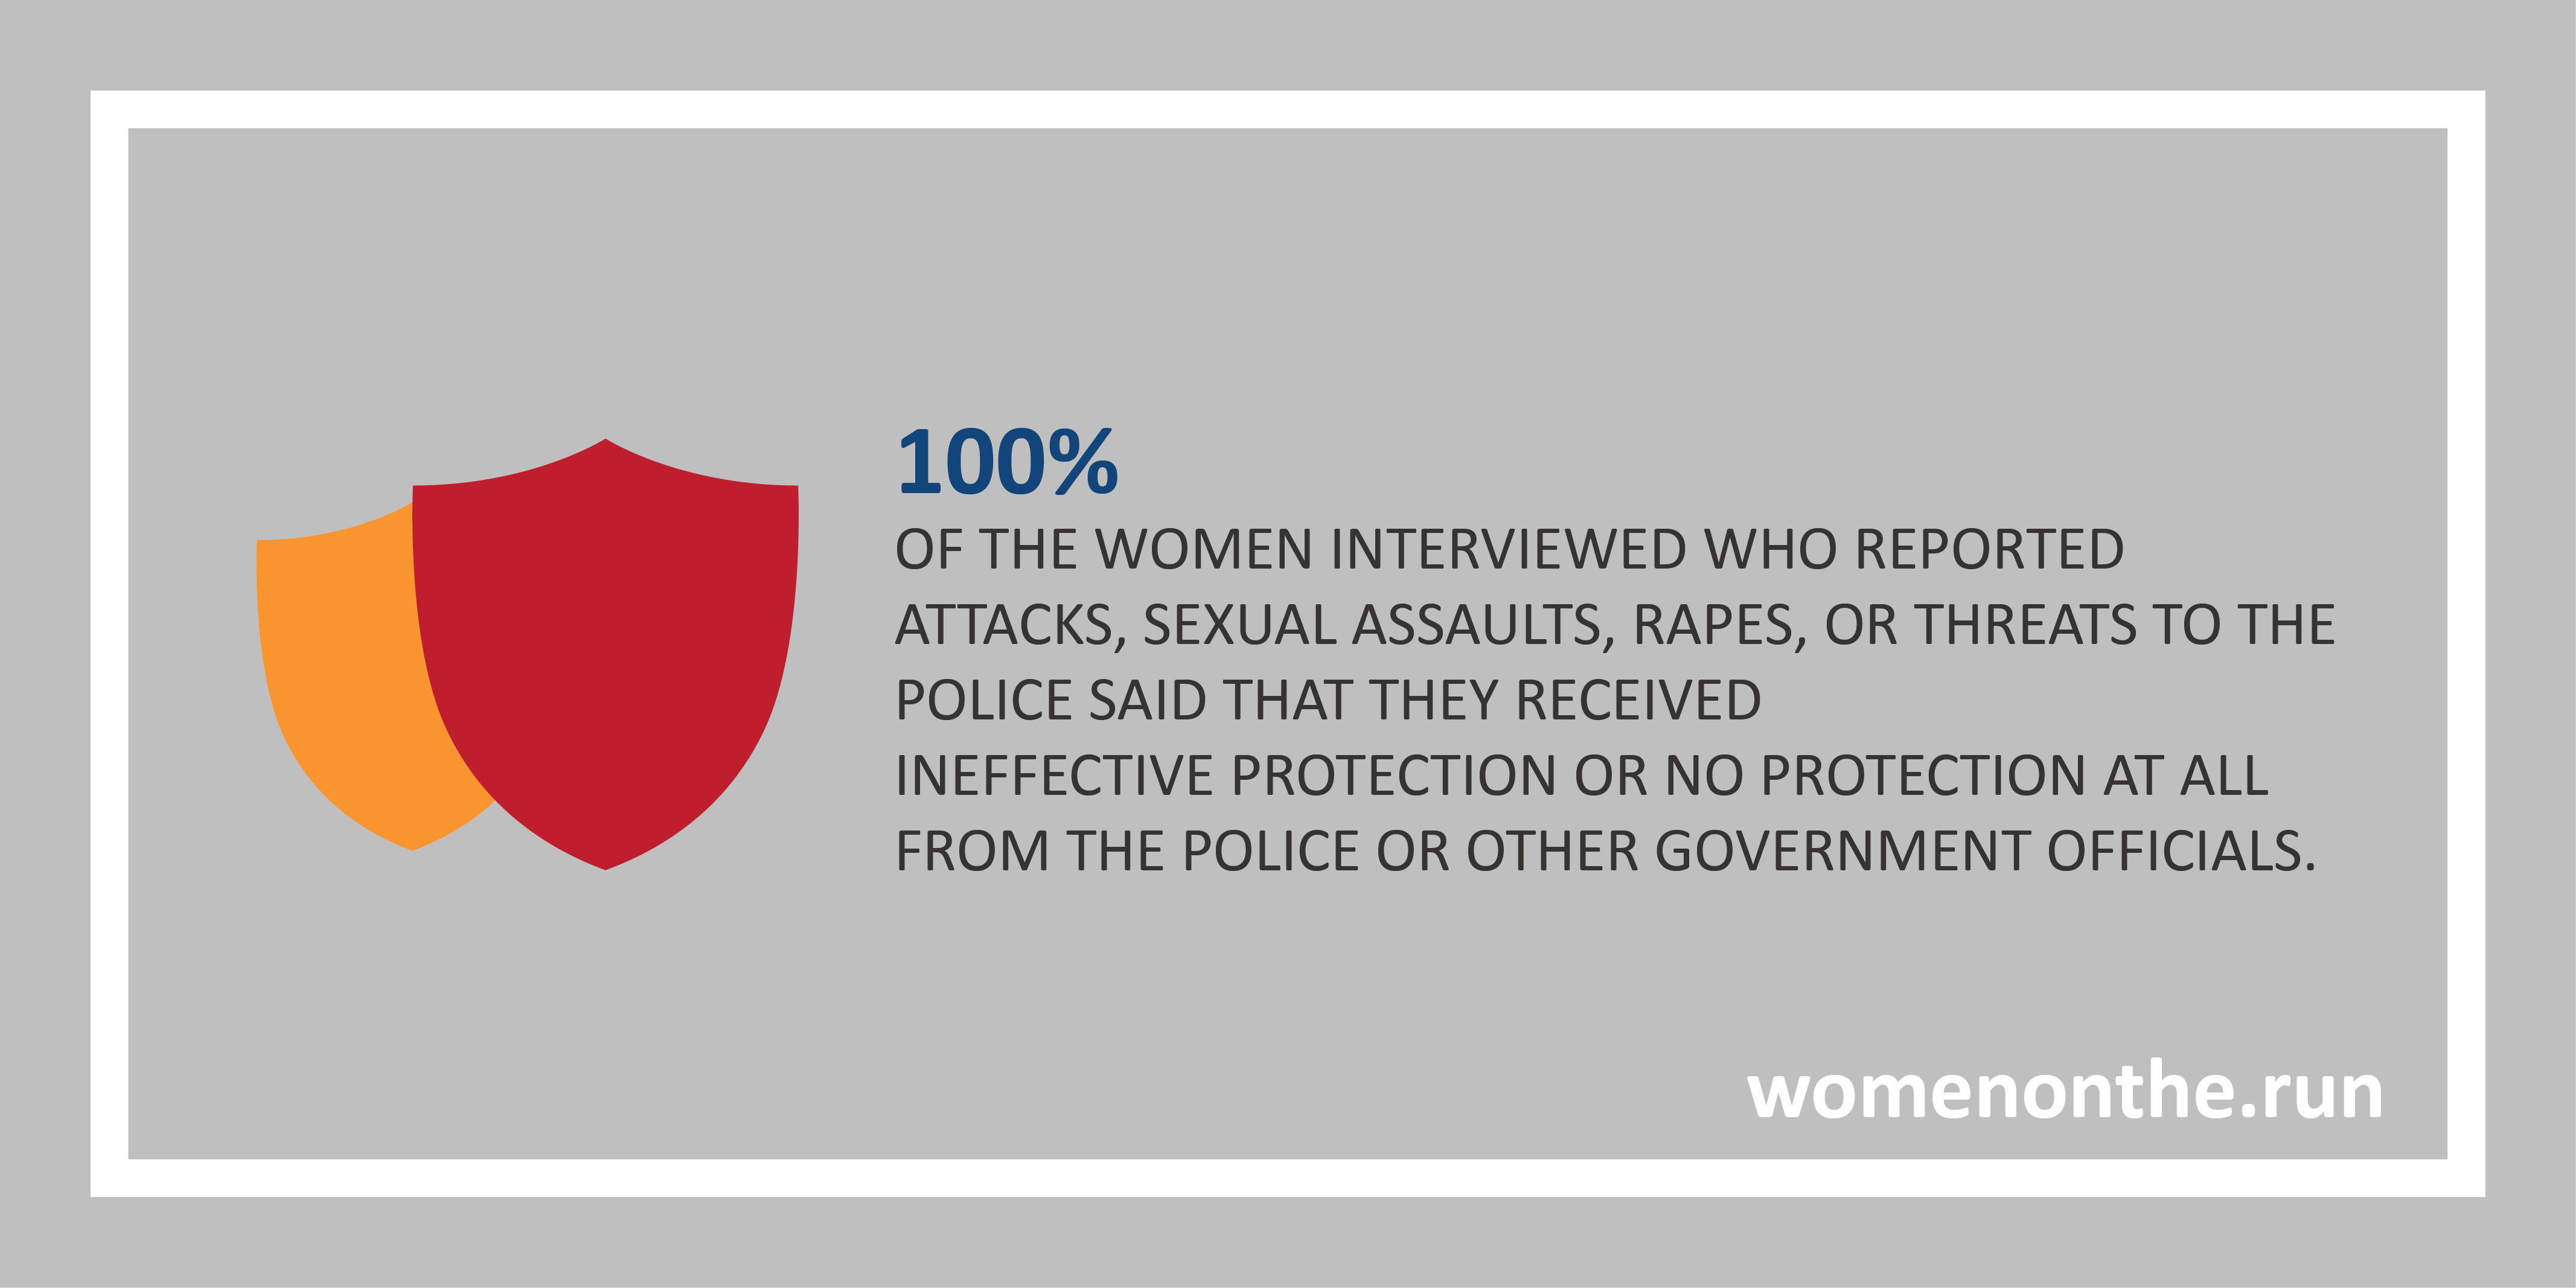 100%
OF THE WOMEN INTERVIEWED WHO REPORTED
ATTACKS, SEXUAL ASSAULTS, RAPES, OR THREATS TO THE
POLICE SAID THAT THEY RECEIVED
INEFFECTIVE PROTECTION OR NO PROTECTION AT ALL
FROM THE POLICE OR OTHER GOVERNMENT OFFICIALS.
womenonthe.run